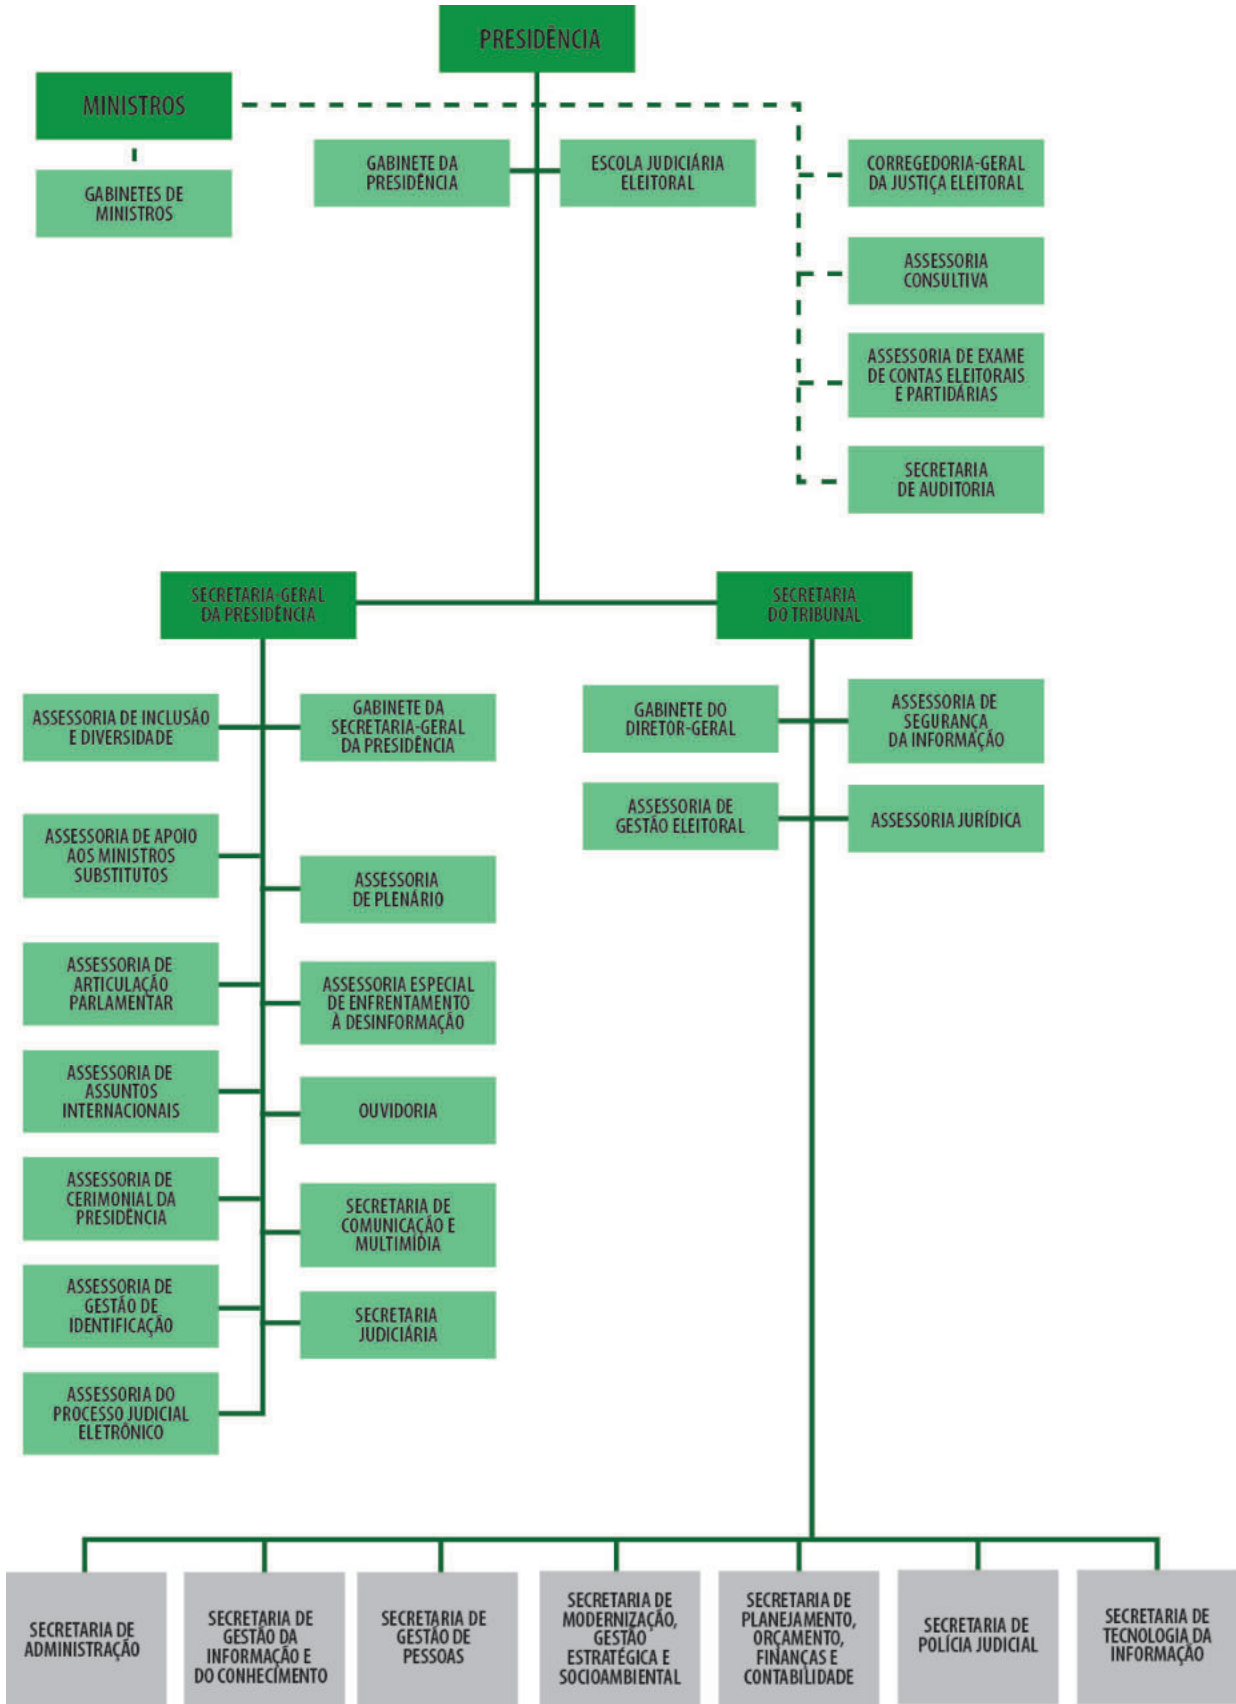 PRESIDÊNCIA
MINISTROS
GABINETES DE
MINISTROS
GABINETE DA
PRESIDÊNCIA
ESCOLA JUDICIÁRIA
ELEITORAL
CORREGEDORIA-GERAL
DA JUSTIÇA ELEITORAL
ASSESSORIA
CONSULTIVA
ASSESSORIA DE EXAME
DE CONTAS ELEITORAIS
E PARTIDÁRIAS
SECRETARIA
DE AUDITORIA
SECRETARIA-GERAL
DA PRESIDÊNCIA
SECRETARIA
DO TRIBUNAL
ASSESSORIA DE INCLUSÃO
E DIVERSIDADE
GABINETE DA
SECRETARIA-GERAL
DA PRESIDÊNCIA
GABINETE DO
DIRETOR-GERAL
ASSESSORIA DE
SEGURANÇA
DA INFORMAÇÃO
ASSESSORIA DE
GESTÃO ELEITORAL
ASSESSORIA JURÍDICA
ASSESSORIA DE APOIO
AOS MINISTROS
SUBSTITUTOS
ASSESSORIA
DE PLENÁRIO
ASSESSORIA DE
ARTICULAÇÃO
PARLAMENTAR
ASSESSORIA ESPECIAL
DE ENFRENTAMENTO
À DESINFORMAÇÃO
ASSESSORIA DE
ASSUNTOS
INTERNACIONAIS
OUVIDORIA
ASSESSORIA DE
CERIMONIAL DA
PRESIDÊNCIA
SECRETARIA DE
COMUNICAÇÃO E
MULTIMÍDIA
ASSESSORIA DE
GESTÃO DE
IDENTIFICAÇÃO
SECRETARIA
JUDICIÁRIA
ASSESSORIA DO
PROCESSO JUDICIAL
ELETRÔNICO
SECRETARIA DE
ADMINISTRAÇÃO
SECRETARIA DE
GESTÃO DA
INFORMAÇÃO E
DO CONHECIMENTO
SECRETARIA DE
GESTÃO DE
PESSOAS
SECRETARIA DE
MODERNIZAÇÃO,
GESTÃO
ESTRATÉGICA E
SOCIOAMBIENTAL
SECRETARIA DE
PLANEJAMENTO,
ORÇAMENTO,
FINANÇAS E
CONTABILIDADE
SECRETARIA DE
POLÍCIA JUDICIAL
SECRETARIA DE
TECNOLOGIA DA
INFORMAÇÃO